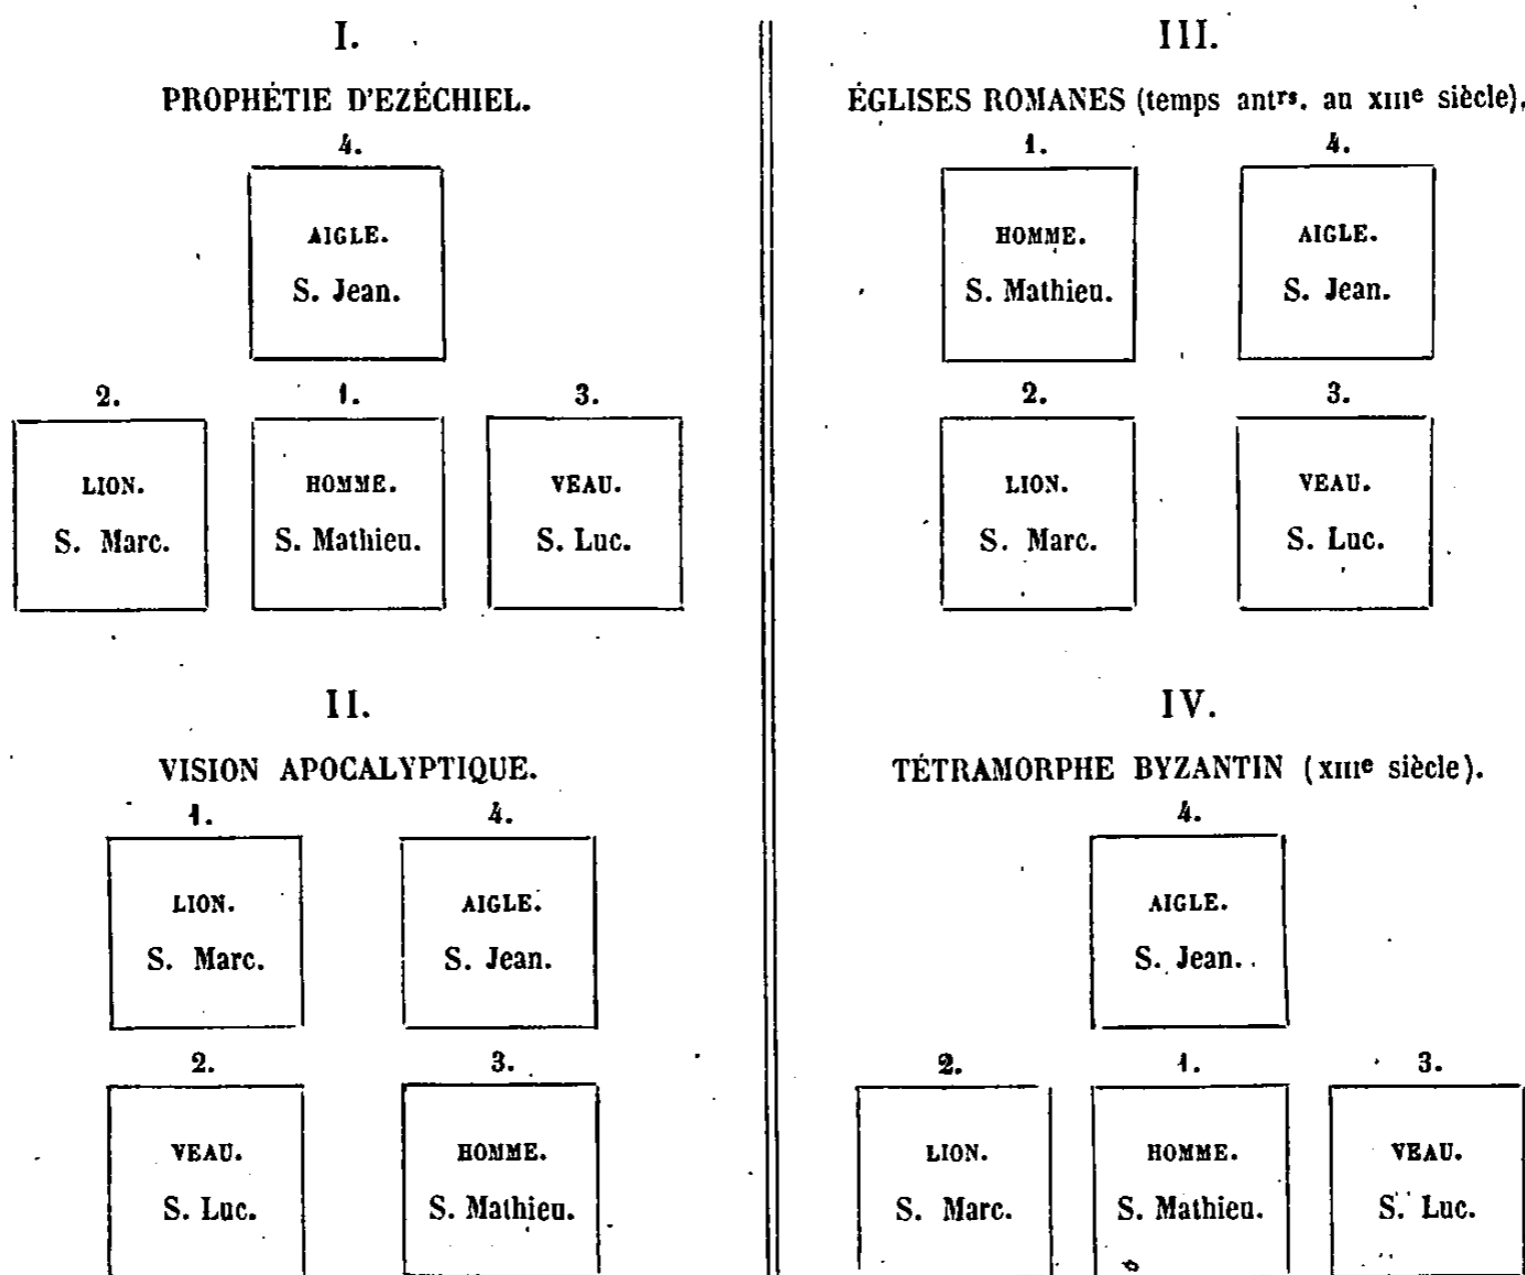 I.
PROPHÉTIE D'EZÉCHIEL.
4.
AIGLE.
S. Jean.
2. 1. 3.
LION. HOMME. VEAU.
S. Marc. S. Mathieu. S. Luc.
II.
VISION APOCALYPTIQUE.
1. 4.
LION. AIGLE.
S. Marc. S. Jean.
2. 3.
VEAU. HOMME.
S. Luc. S. Mathieu.
III.
ÉGLISES ROMANES (temps antrs. au XIIIe siècle).
1. 4.
HOMME. AIGLE.
S. Mathieu. S. Jean.
2. 3.
LION. VEAU.
S. Marc. S. Luc.
IV.
TÉTRAMORPHE BYZANTIN (XIIIe siècle).
4.
AIGLE.
S. Jean.
2. 1. 3.
LION. HOMME. VEAU.
S. Marc. S. Mathieu. S. Luc.